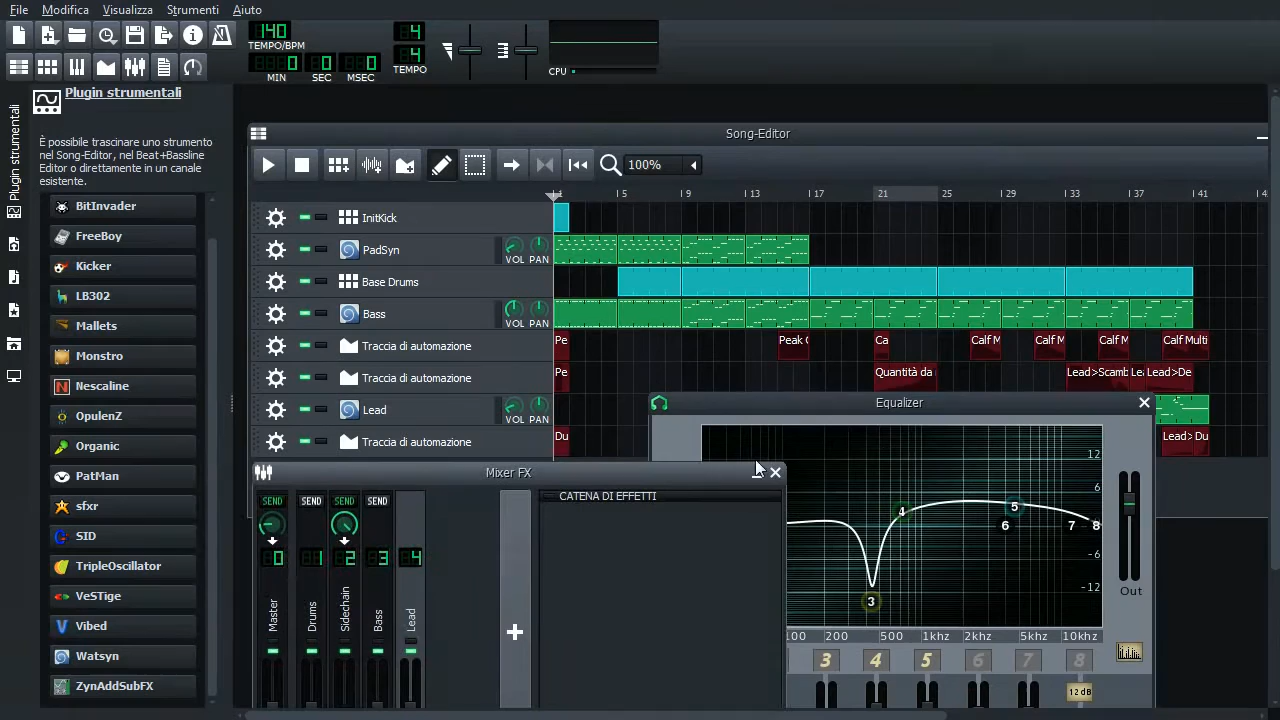 File Modifica Visualizza Strumenti Aiuto
140
TEMPO/BPM
0 0 0
MIN SEC MSEC
4
4
TEMPO
CPU
Plugin strumentali
Plugin strumentali
È possibile trascinare uno strumento
nel Song-Editor, nel Beat+Bassline
Editor o direttamente in un canale
esistente.
BitInvader
FreeBoy
Kicker
LB302
Mallets
Monstro
Nescaline
OpulenZ
Organic
PatMan
sfxr
SID
TripleOscillator
VeSTige
Vibed
Watsyn
ZynAddSubFX
Song-Editor
100%
5 9 13 17 21 25 29 33 37 41
InitKick
PadSyn VOL PAN
Base Drums
Bass VOL PAN
Traccia di automazione Pe Peak Ca Calf M Calf M Calf M Calf Multi
Traccia di automazione Pe Quantità da Lead>Scamb Lea Lead>De
Lead VOL PAN
Traccia di automazione Du Lead> Du
Equalizer
12
6
-6
-12
3 4 5 6 7 8
Out
100 200 500 1khz 2khz 5khz 10khz
3 4 5 6 7 8
12 dB
Mixer FX
SEND SEND SEND SEND
0 1 2 3 4
Master Drums Sidechain Bass Lead
CATENA DI EFFETTI